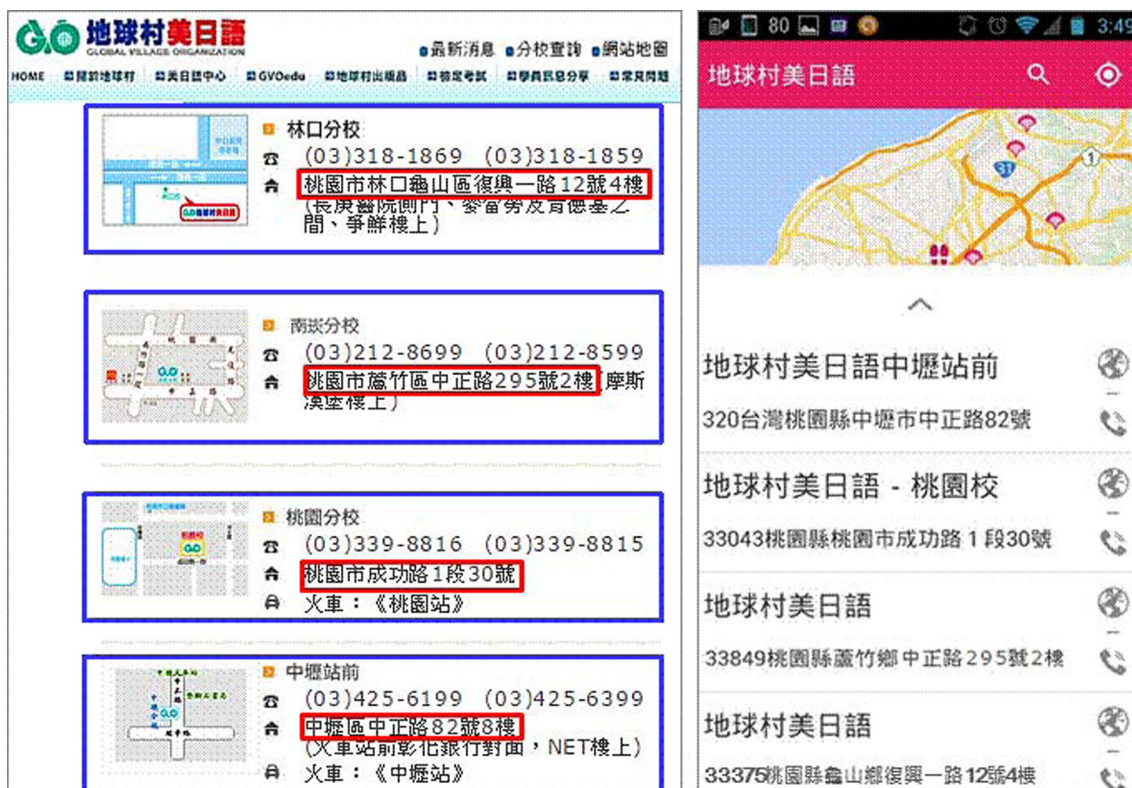 GO 地球村美日語
GLOBAL VILLAGE ORGANIZATION
最新消息 分校查詢 網站地圖
HOME 關於地球村 美日語中心 GVOedu 地球村出版品 檢定考試 學員訊息分享 常見問題
林口分校
(03)318-1869 (03)318-1859
桃園市林口龜山區復興一路12號4樓
(長庚醫院側門、麥當勞及肯德基之
間、爭鮮樓上)
南崁分校
(03)212-8699 (03)212-8599
桃園市蘆竹區中正路295號2樓(摩斯
漢堡樓上)
桃園分校
(03)339-8816 (03)339-8815
桃園市成功路1段30號
火車：《桃園站》
中壢站前
(03)425-6199 (03)425-6399
中壢區中正路82號8樓
(火車站前彰化銀行對面，NET樓上)
火車：《中壢站》
80 3:49
地球村美日語
31
1
地球村美日語中壢站前
320台灣桃園縣中壢市中正路82號
地球村美日語 - 桃園校
33043桃園縣桃園市成功路1段30號
地球村美日語
33849桃園縣蘆竹鄉中正路295號2樓
地球村美日語
33375桃園縣龜山鄉復興一路12號4樓